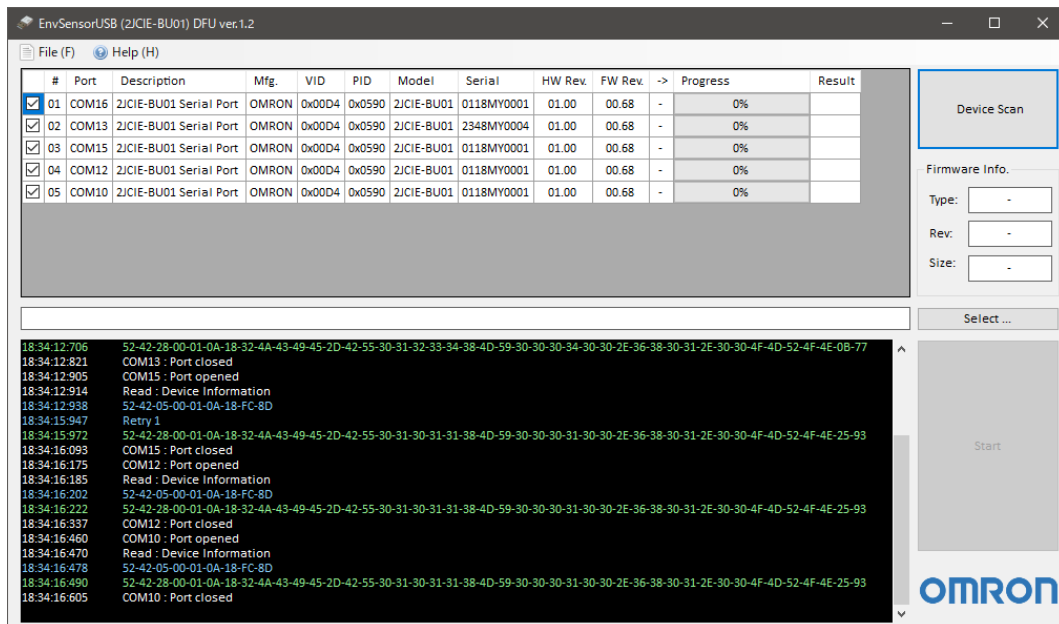 EnvSensorUSB (2JCIE-BU01) DFU ver.1.2
File (F) Help (H)
# Port Description Mfg. VID PID Model Serial HW Rev. FW Rev. -> Progress Result
01 COM16 2JCIE-BU01 Serial Port OMRON 0x00D4 0x0590 2JCIE-BU01 0118MY0001 01.00 00.68 - 0%
02 COM13 2JCIE-BU01 Serial Port OMRON 0x00D4 0x0590 2JCIE-BU01 2348MY0004 01.00 00.68 - 0%
03 COM15 2JCIE-BU01 Serial Port OMRON 0x00D4 0x0590 2JCIE-BU01 0118MY0001 01.00 00.68 - 0%
04 COM12 2JCIE-BU01 Serial Port OMRON 0x00D4 0x0590 2JCIE-BU01 0118MY0001 01.00 00.68 - 0%
05 COM10 2JCIE-BU01 Serial Port OMRON 0x00D4 0x0590 2JCIE-BU01 0118MY0001 01.00 00.68 - 0%
Device Scan
Firmware Info.
Type: -
Rev: -
Size: -
Select ...
18:34:12:706 52-42-28-00-01-0A-18-32-4A-43-49-45-2D-42-55-30-31-32-33-34-38-4D-59-30-30-30-34-30-30-2E-36-38-30-31-2E-30-30-4F-4D-52-4F-4E-0B-77
18:34:12:821 COM13 : Port closed
18:34:12:905 COM15 : Port opened
18:34:12:914 Read : Device Information
18:34:12:938 52-42-05-00-01-0A-18-FC-8D
18:34:15:947 Retry 1
18:34:15:972 52-42-28-00-01-0A-18-32-4A-43-49-45-2D-42-55-30-31-30-31-31-38-4D-59-30-30-30-31-30-30-2E-36-38-30-31-2E-30-30-4F-4D-52-4F-4E-25-93
18:34:16:093 COM15 : Port closed
18:34:16:175 COM12 : Port opened
18:34:16:185 Read : Device Information
18:34:16:202 52-42-05-00-01-0A-18-FC-8D
18:34:16:222 52-42-28-00-01-0A-18-32-4A-43-49-45-2D-42-55-30-31-30-31-31-38-4D-59-30-30-30-31-30-30-2E-36-38-30-31-2E-30-30-4F-4D-52-4F-4E-25-93
18:34:16:337 COM12 : Port closed
18:34:16:460 COM10 : Port opened
18:34:16:470 Read : Device Information
18:34:16:478 52-42-05-00-01-0A-18-FC-8D
18:34:16:490 52-42-28-00-01-0A-18-32-4A-43-49-45-2D-42-55-30-31-30-31-31-38-4D-59-30-30-30-31-30-30-2E-36-38-30-31-2E-30-30-4F-4D-52-4F-4E-25-93
18:34:16:605 COM10 : Port closed
Start
OMRON